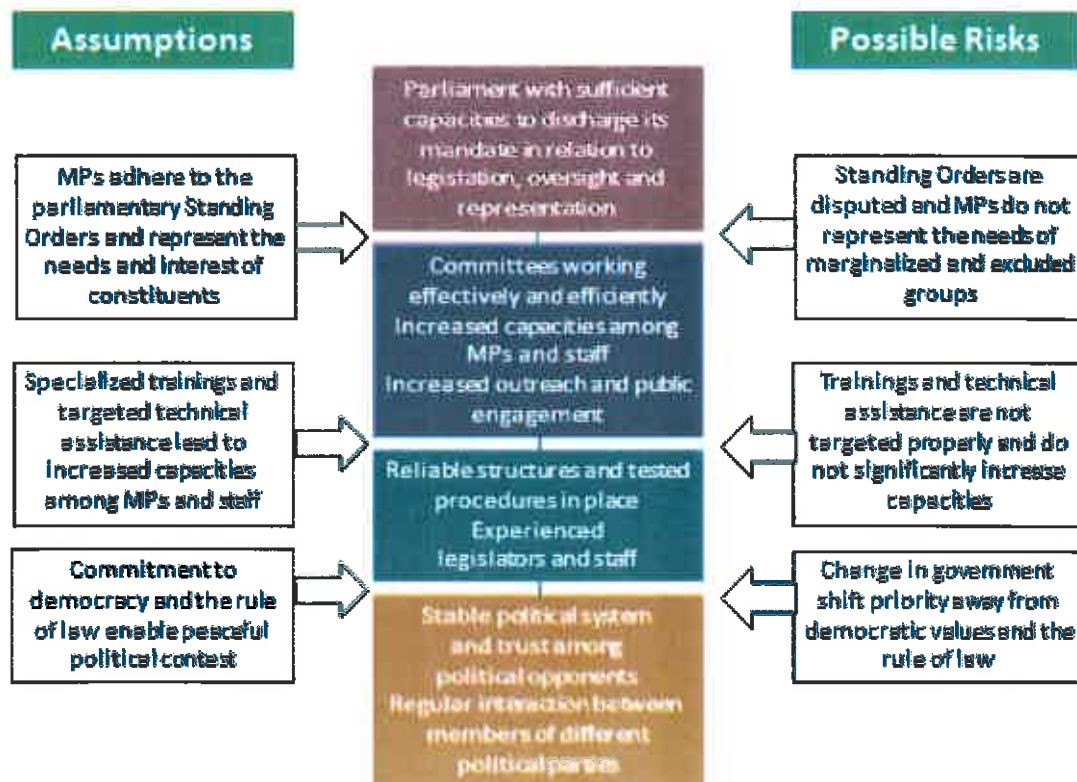 Assumptions
MPs adhere to the
parliamentary Standing
Orders and represent the
needs and interest of
constituents
Specialized trainings and
targeted technical
assistance lead to
increased capacities
among MPs and staff
Commitment to
democracy and the rule
of law enable peaceful
political contest
Parliament with sufficient
capacities to discharge its
mandate in relation to
legislation, oversight and
representation
Committees working
effectively and efficiently
Increased capacities among
MPs and staff
Increased outreach and public
engagement
Reliable structures and tested
procedures in place
Experienced
legislators and staff
Stable political system
and trust among
political opponents
Regular interaction between
members of different
political parties
Possible Risks
Standing Orders are
disputed and MPs do not
represent the needs of
marginalized and excluded
groups
Trainings and technical
assistance are not
targeted properly and do
not significantly increase
capacities
Change in government
shift priority away from
democratic values and the
rule of law